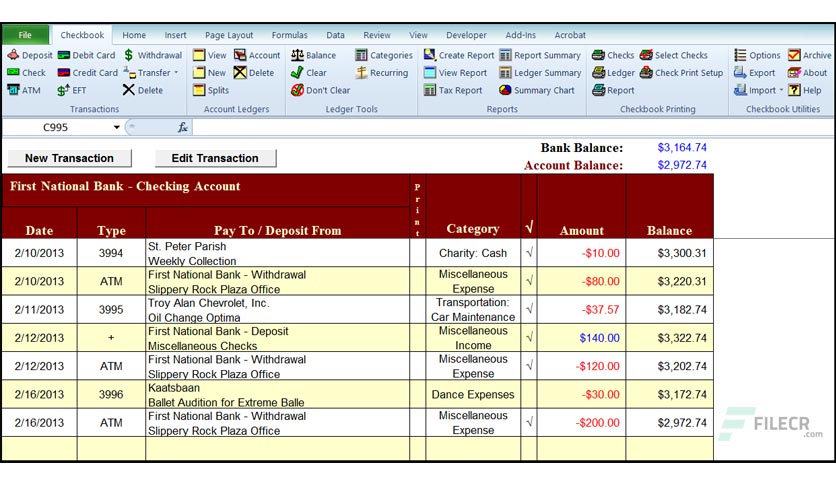 File Checkbook Home Insert Page Layout Formulas Data Review View Developer Add-Ins Acrobat
Deposit Debit Card $ Withdrawal View Account Balance Categories Create Report Report Summary Checks Select Checks Options Archive
Check Credit Card Transfer New Delete Clear Recurring View Report Ledger Summary Ledger Check Print Setup Export About
ATM EFT Delete Splits Don't Clear Tax Report Summary Chart Report Import Help
Transactions Account Ledgers Ledger Tools Reports Checkbook Printing Checkbook Utilities
C995 fx
Bank Balance: $3,164.74
New Transaction Edit Transaction
Account Balance: $2,972.74
First National Bank - Checking Account
Print
Date Type Pay To / Deposit From Category √ Amount Balance
2/10/2013 3994 St. Peter Parish Charity: Cash √ -$10.00 $3,300.31
Weekly Collection
2/10/2013 ATM First National Bank - Withdrawal Miscellaneous √ -$80.00 $3,220.31
Slippery Rock Plaza Office Expense
2/11/2013 3995 Troy Alan Chevrolet, Inc. Transportation: √ -$37.57 $3,182.74
Oil Change Optima Car Maintenance
2/12/2013 + First National Bank - Deposit Miscellaneous √ $140.00 $3,322.74
Miscellaneous Checks Income
2/12/2013 ATM First National Bank - Withdrawal Miscellaneous √ -$120.00 $3,202.74
Slippery Rock Plaza Office Expense
2/16/2013 3996 Kaatsbaan Dance Expenses -$30.00 $3,172.74
Ballet Audition for Extreme Balle
2/16/2013 ATM First National Bank - Withdrawal Miscellaneous √ -$200.00 $2,972.74
Slippery Rock Plaza Office Expense
FILECR
.com